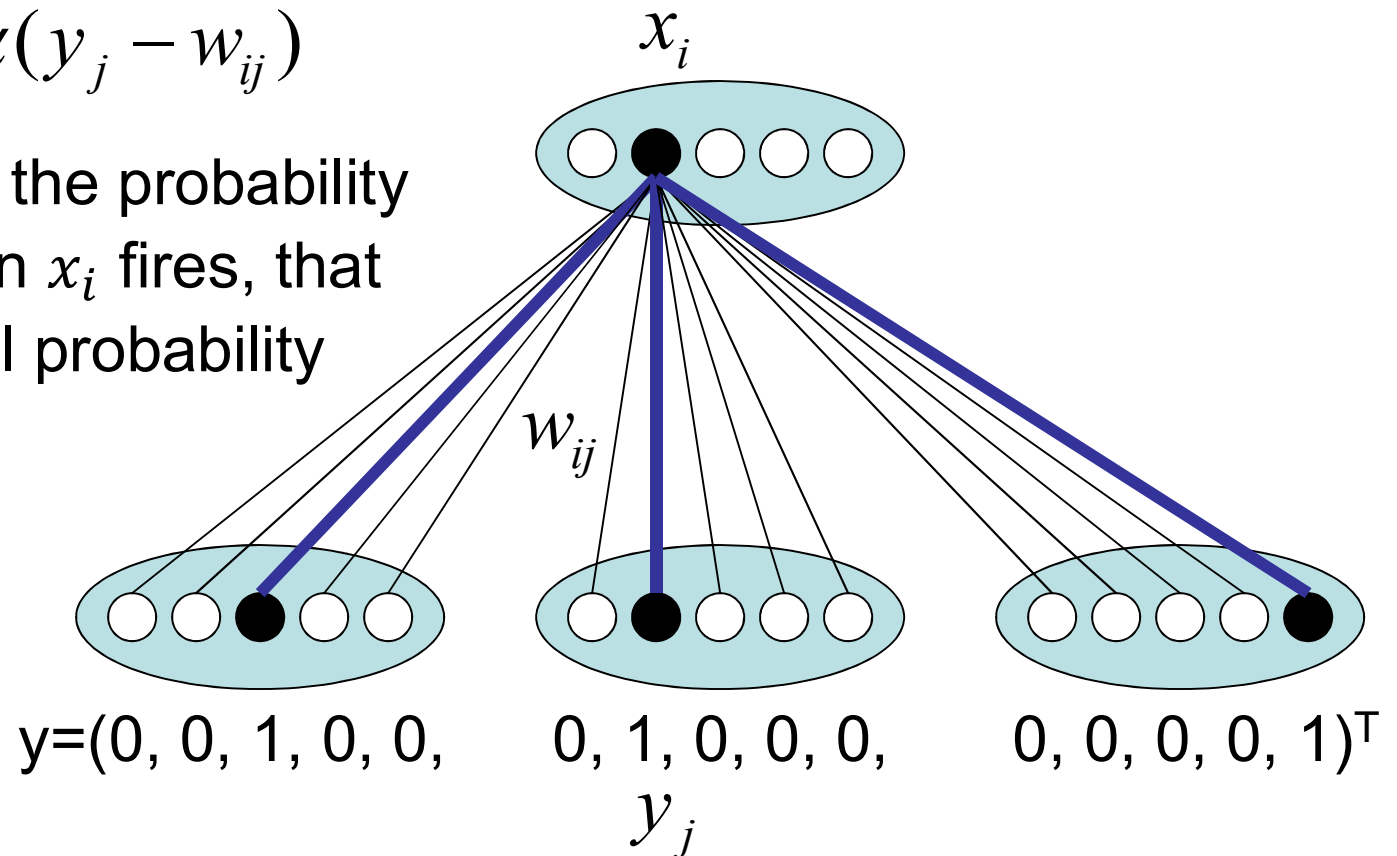 (y_j − w_ij)
x_i
the probability
x_i fires, that
probability
w_ij
y=(0, 0, 1, 0, 0, 0, 1, 0, 0, 0, 0, 0, 0, 0, 1)ᵀ
y_j